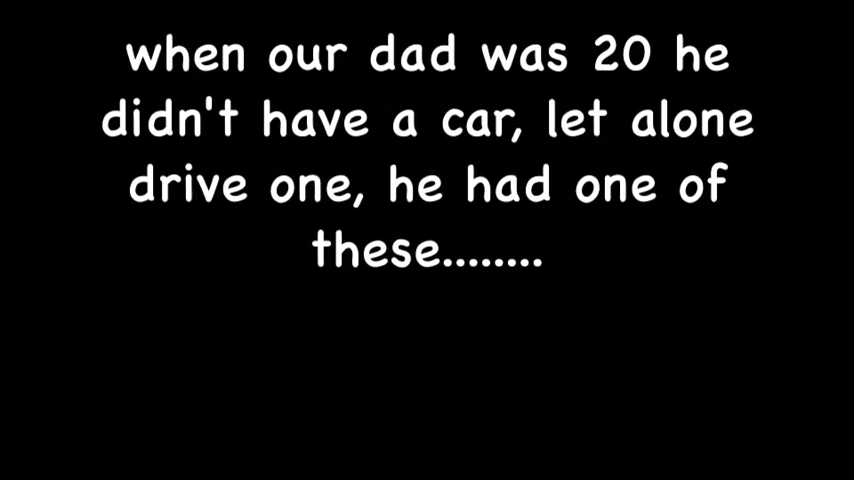 when our dad was 20 he
didn't have a car, let alone
drive one, he had one of
these........